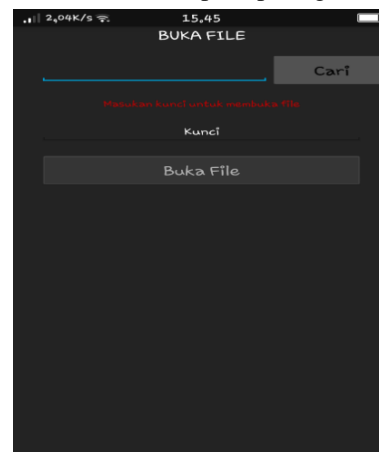 2,04K/s 15.45
BUKA FILE
Cari
Masukan kunci untuk membuka file
Kunci
Buka File